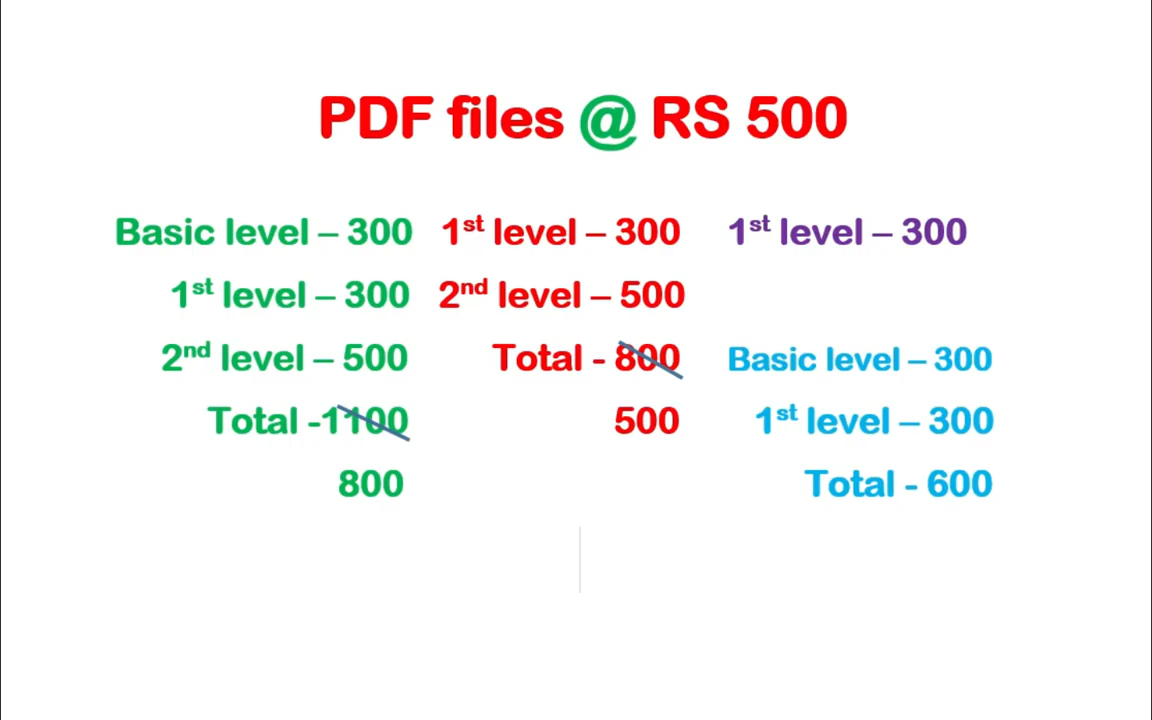 PDF files @ RS 500
Basic level – 300
1st level – 300
2nd level – 500
Total -1100
800
1st level – 300
2nd level – 500
Total - 800
500
1st level – 300
Basic level – 300
1st level – 300
Total - 600